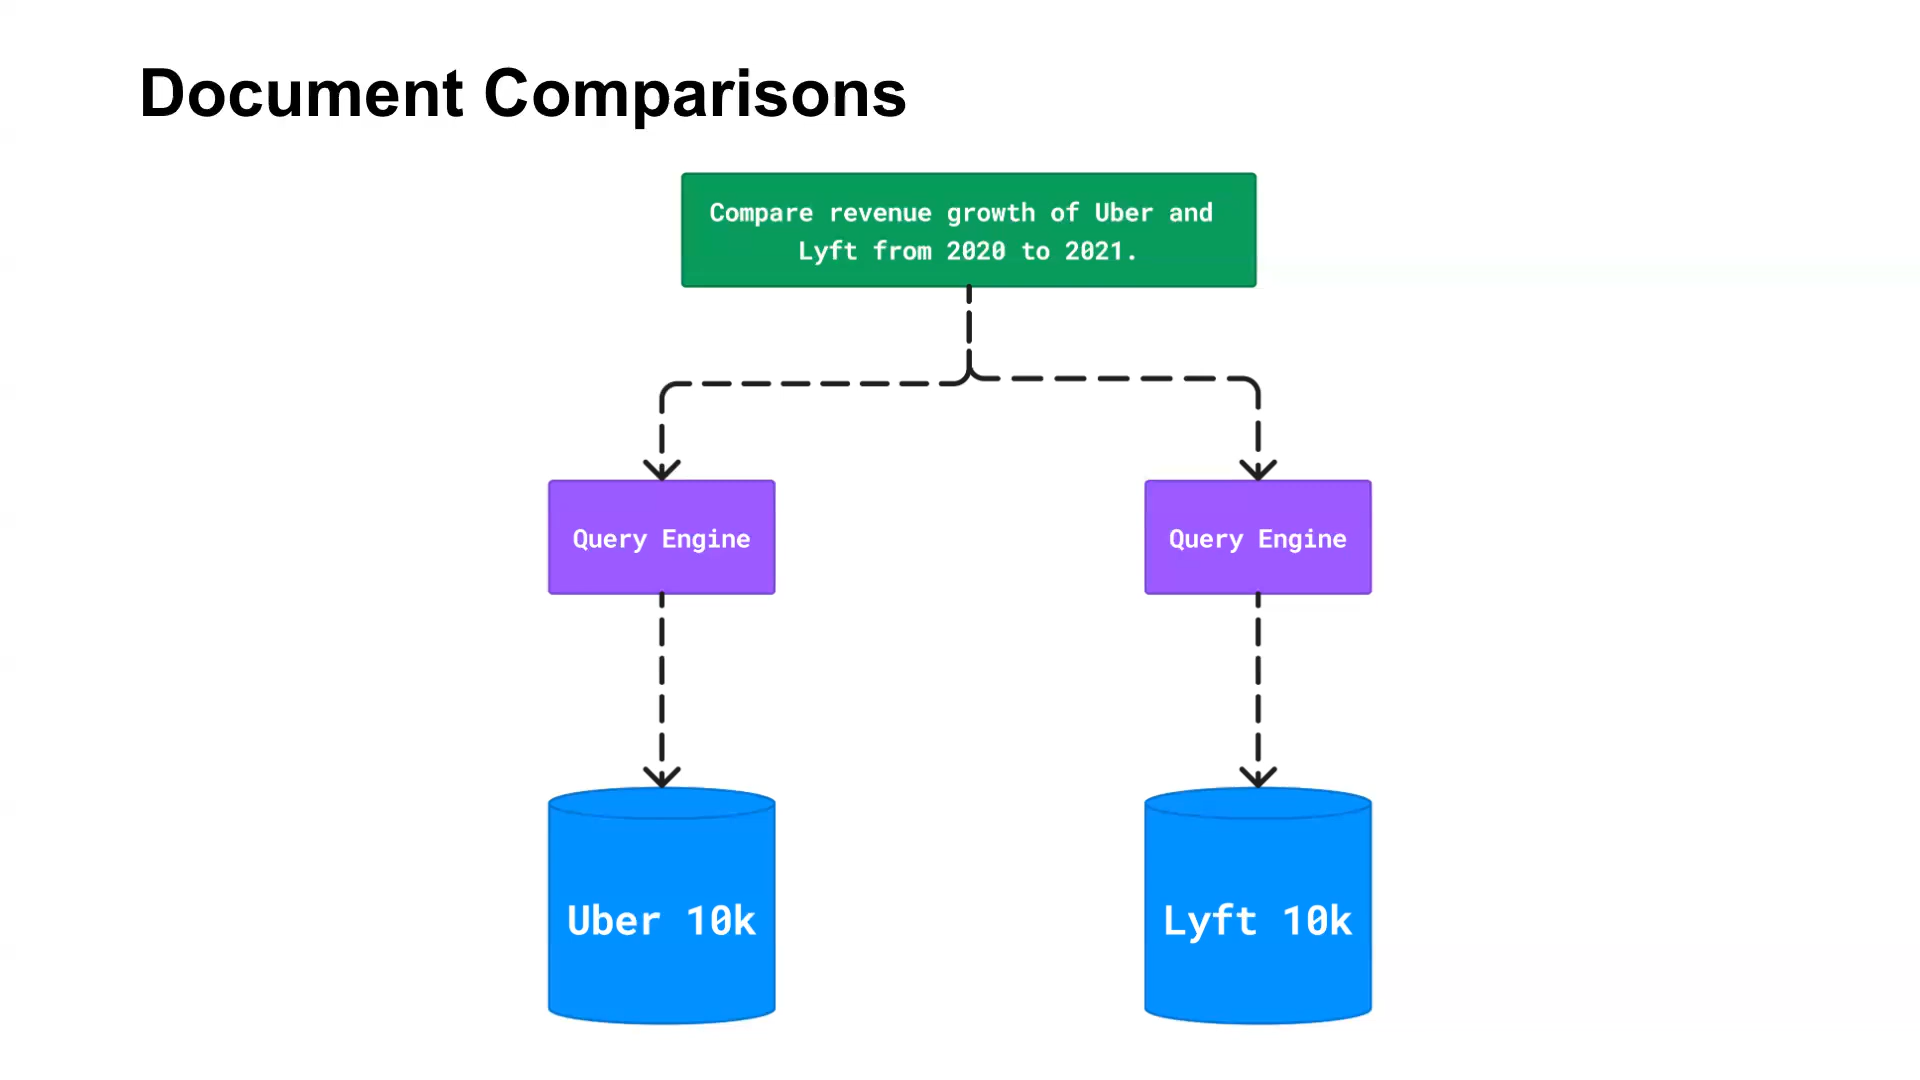 Document Comparisons
Compare revenue growth of Uber and
Lyft from 2020 to 2021.
Query Engine
Query Engine
Uber 10k
Lyft 10k